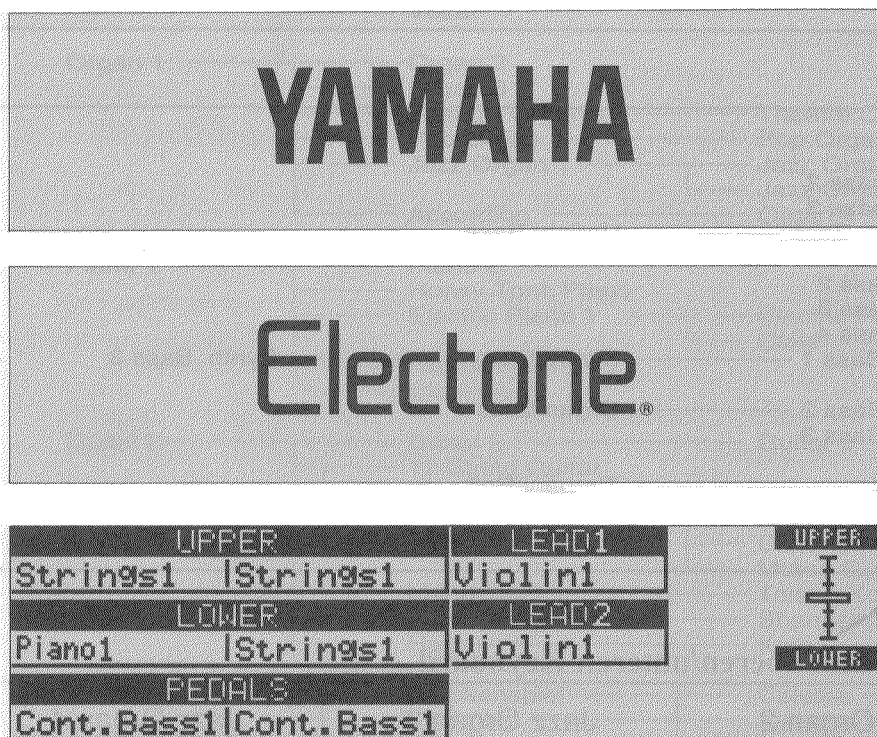 YAMAHA
Electone®
UPPER LEAD1 UPPER
Strings1 |Strings1 Violin1
LOWER LEAD2
Piano1 |Strings1 Violin1
LOWER
PEDALS
Cont.Bass1|Cont.Bass1